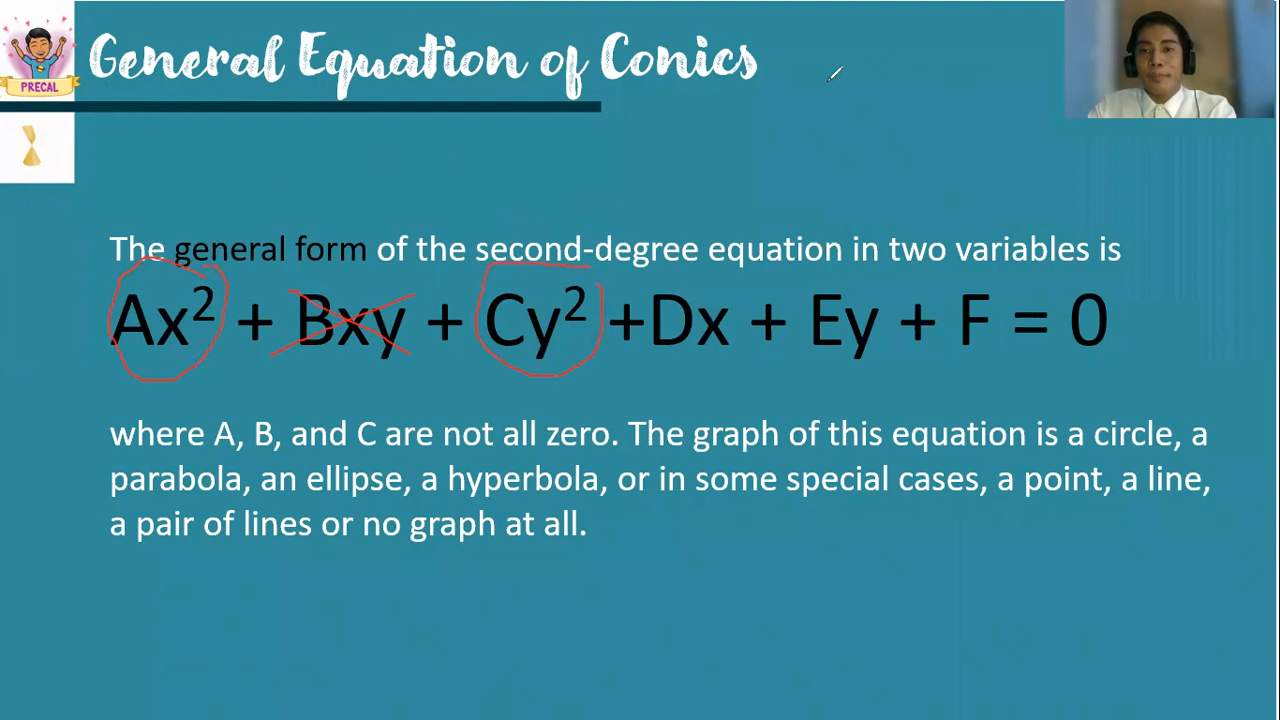 General Equation of Conics
PRECAL
The general form of the second-degree equation in two variables is
Ax² + Bxy + Cy² +Dx + Ey + F = 0
where A, B, and C are not all zero. The graph of this equation is a circle, a
parabola, an ellipse, a hyperbola, or in some special cases, a point, a line,
a pair of lines or no graph at all.